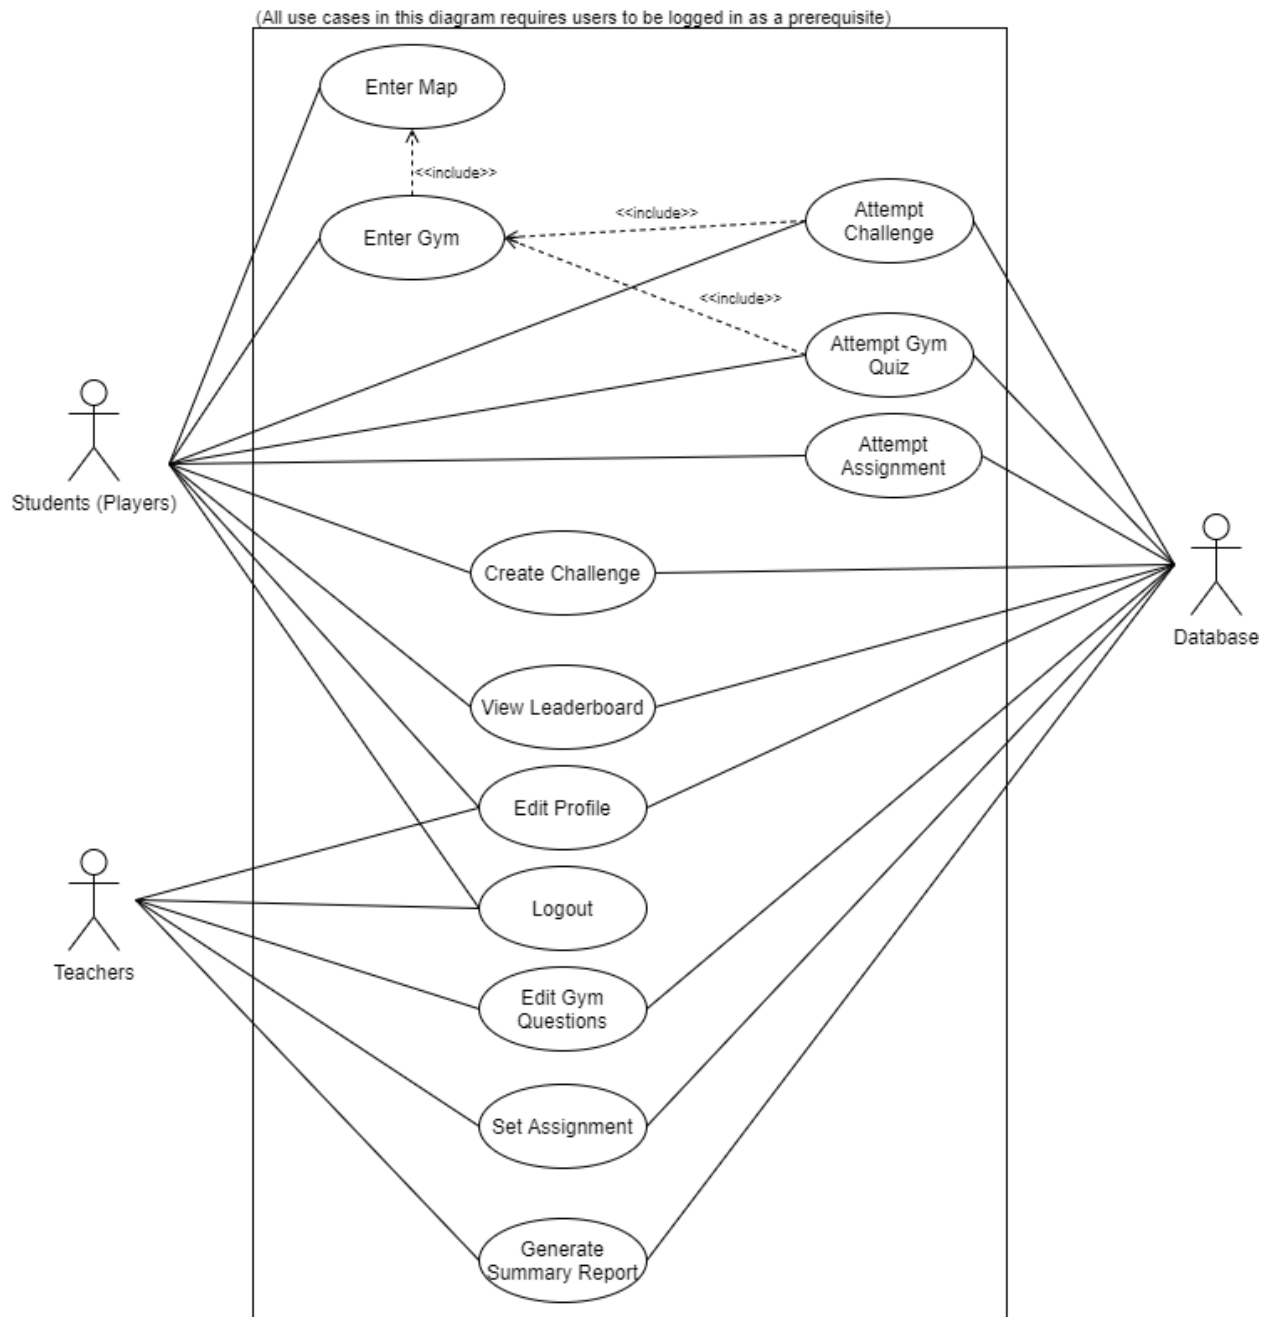 (All use cases in this diagram requires users to be logged in as a prerequisite)
Enter Map
<<include>>
Enter Gym
<<include>>
Attempt
Challenge
<<include>>
Attempt Gym
Quiz
Attempt
Assignment
Students (Players)
Create Challenge
Database
View Leaderboard
Edit Profile
Logout
Teachers
Edit Gym
Questions
Set Assignment
Generate
Summary Report